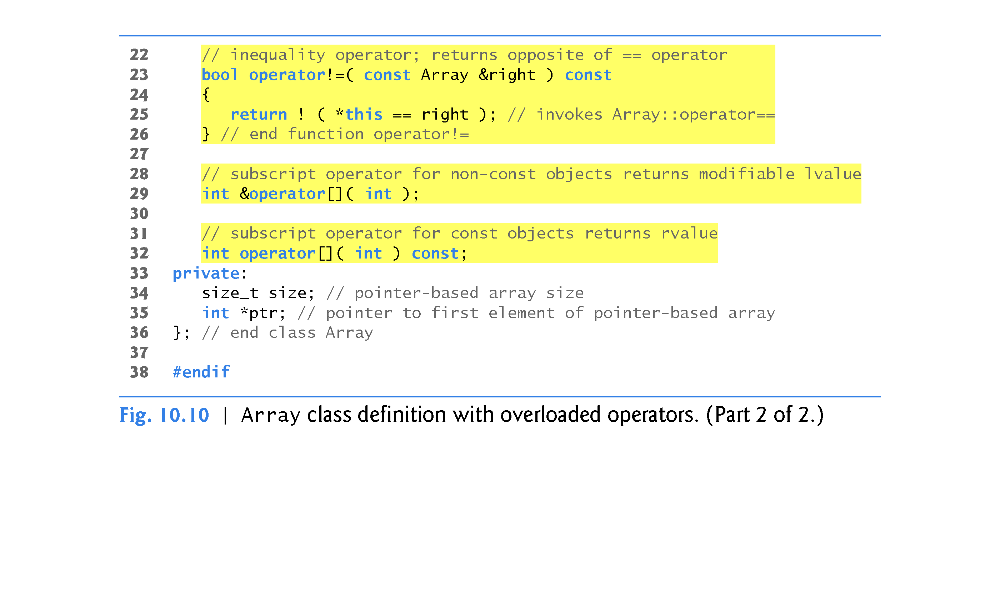 22 // inequality operator; returns opposite of == operator
23 bool operator!=( const Array &right ) const
24 {
25 return ! ( *this == right ); // invokes Array::operator==
26 } // end function operator!=
27
28 // subscript operator for non-const objects returns modifiable lvalue
29 int &operator[]( int );
30
31 // subscript operator for const objects returns rvalue
32 int operator[]( int ) const;
33 private:
34 size_t size; // pointer-based array size
35 int *ptr; // pointer to first element of pointer-based array
36 }; // end class Array
37
38 #endif
Fig. 10.10 | Array class definition with overloaded operators. (Part 2 of 2.)